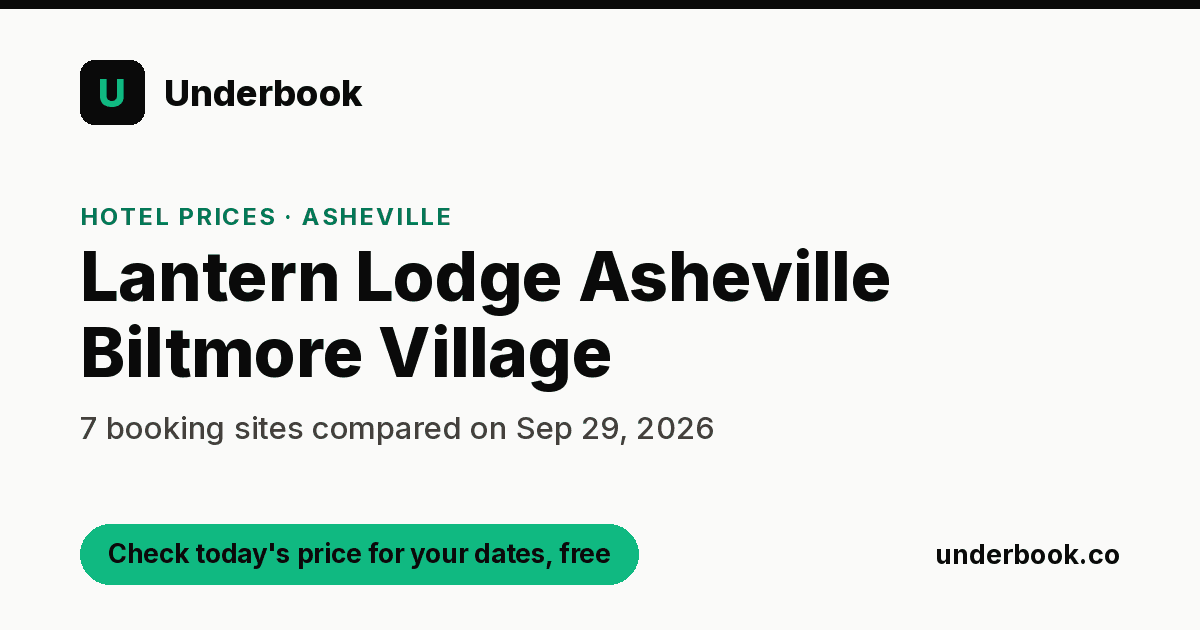 U
Underbook
HOTEL PRICES · ASHEVILLE
Lantern Lodge Asheville
Biltmore Village
7 booking sites compared on Sep 29, 2026
Check today's price for your dates, free
underbook.co